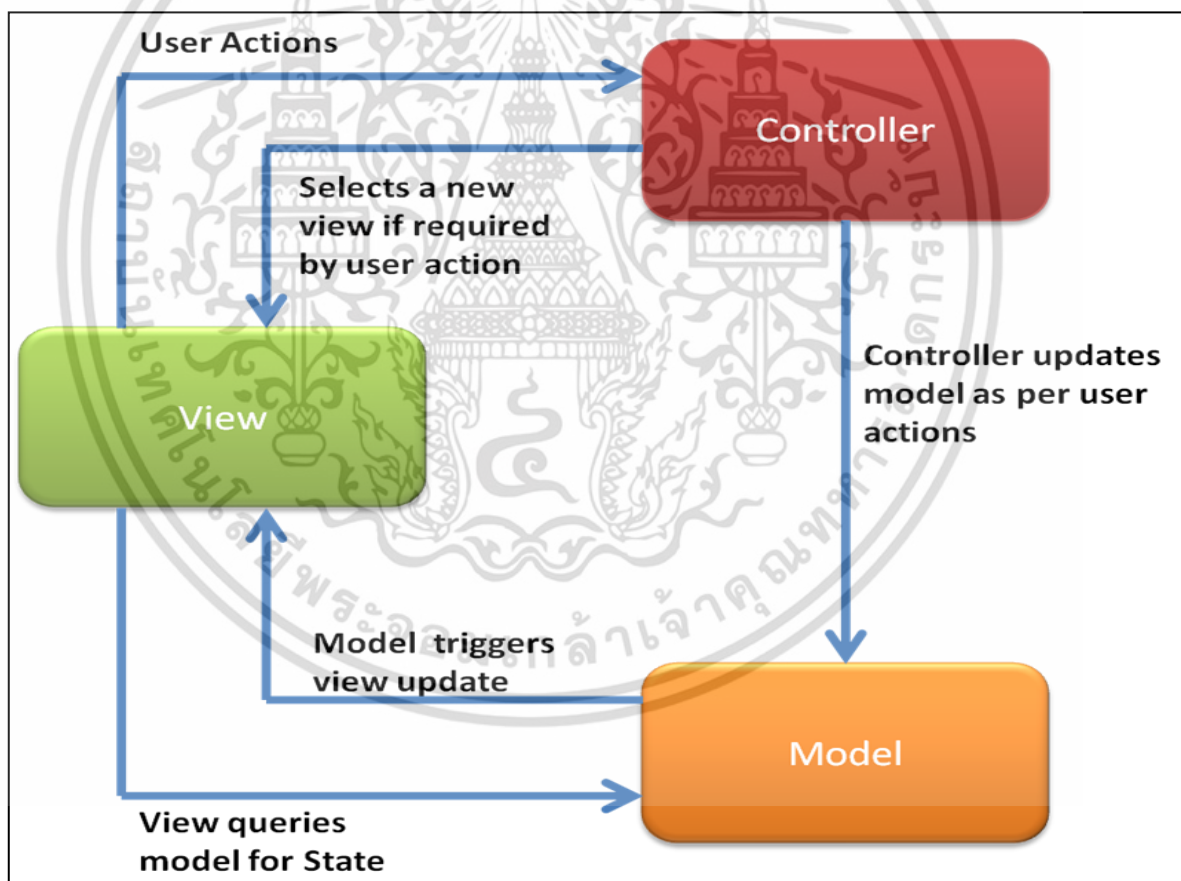 User Actions
Controller
Selects a new
view if required
by user action
View
Controller updates
model as per user
actions
Model triggers
view update
Model
View queries
model for State